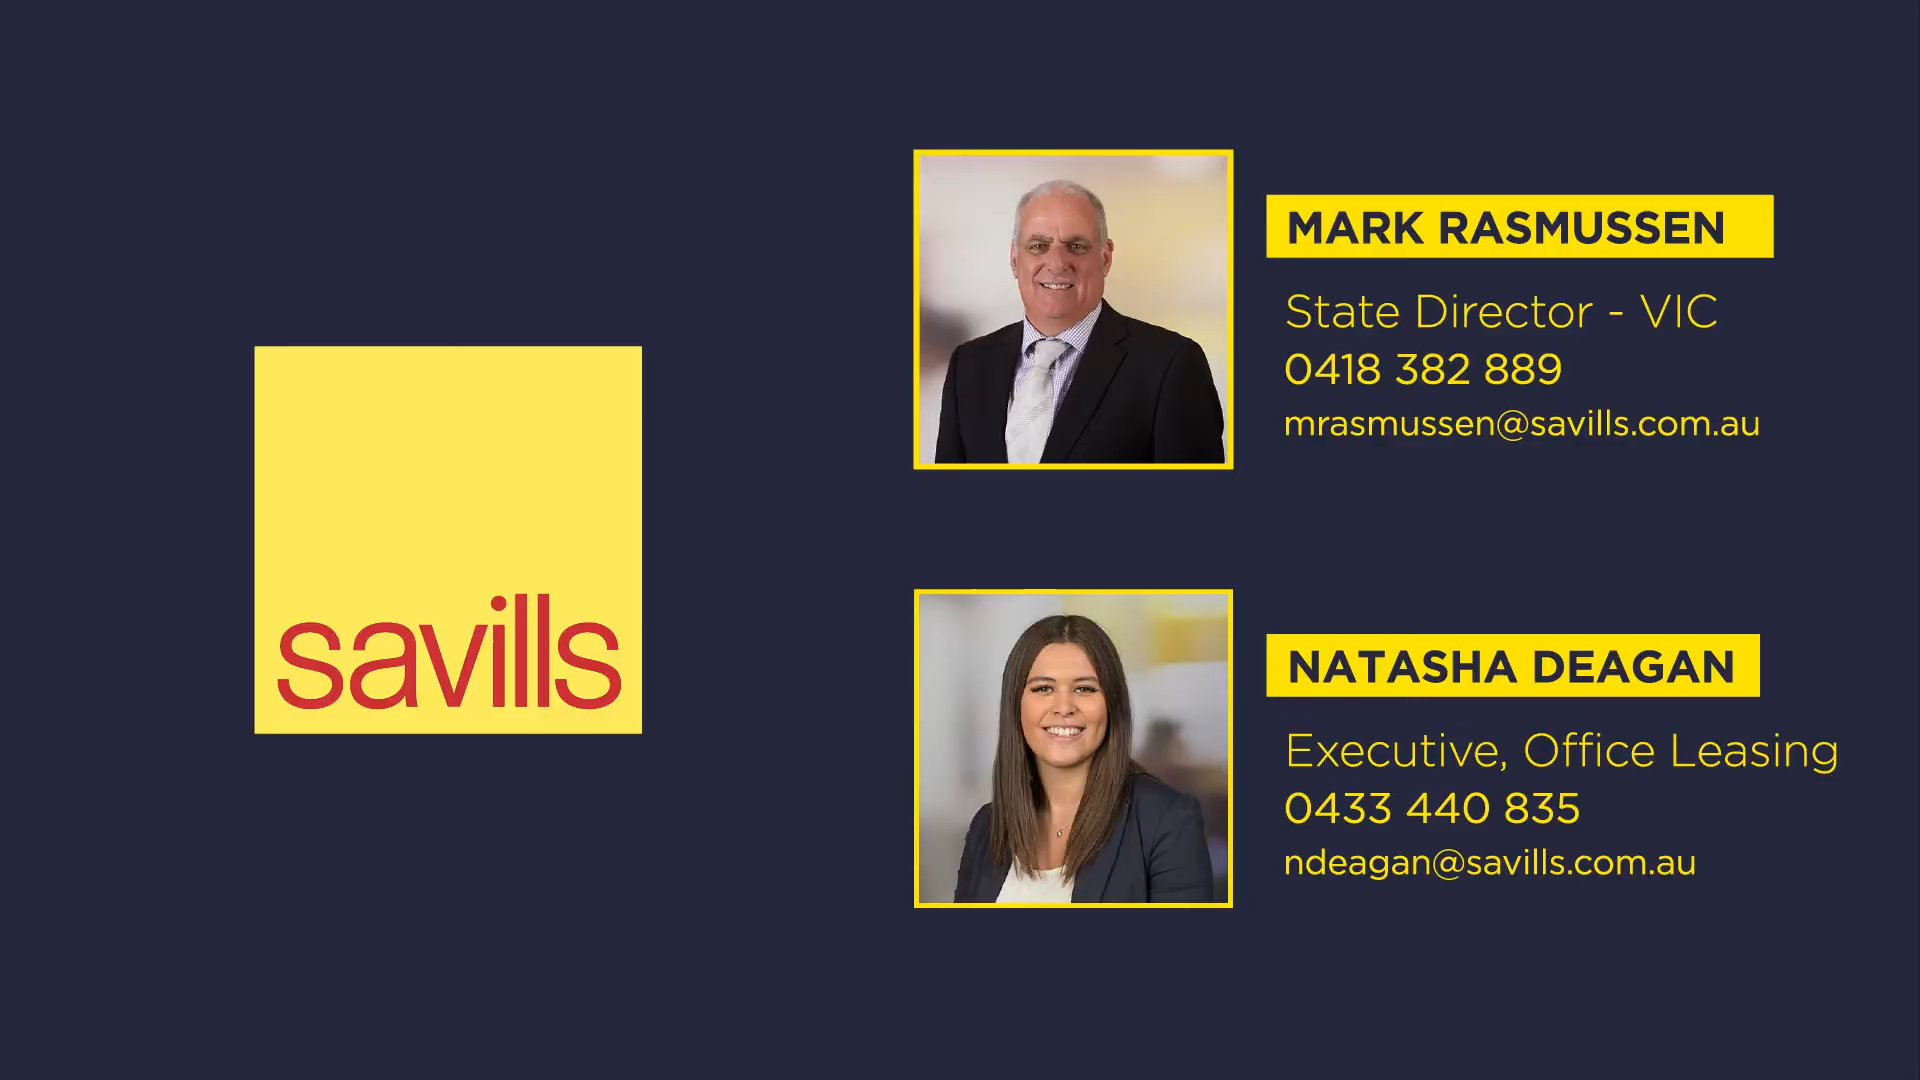 savills
MARK RASMUSSEN
State Director - VIC
0418 382 889
mrasmussen@savills.com.au
NATASHA DEAGAN
Executive, Office Leasing
0433 440 835
ndeagan@savills.com.au